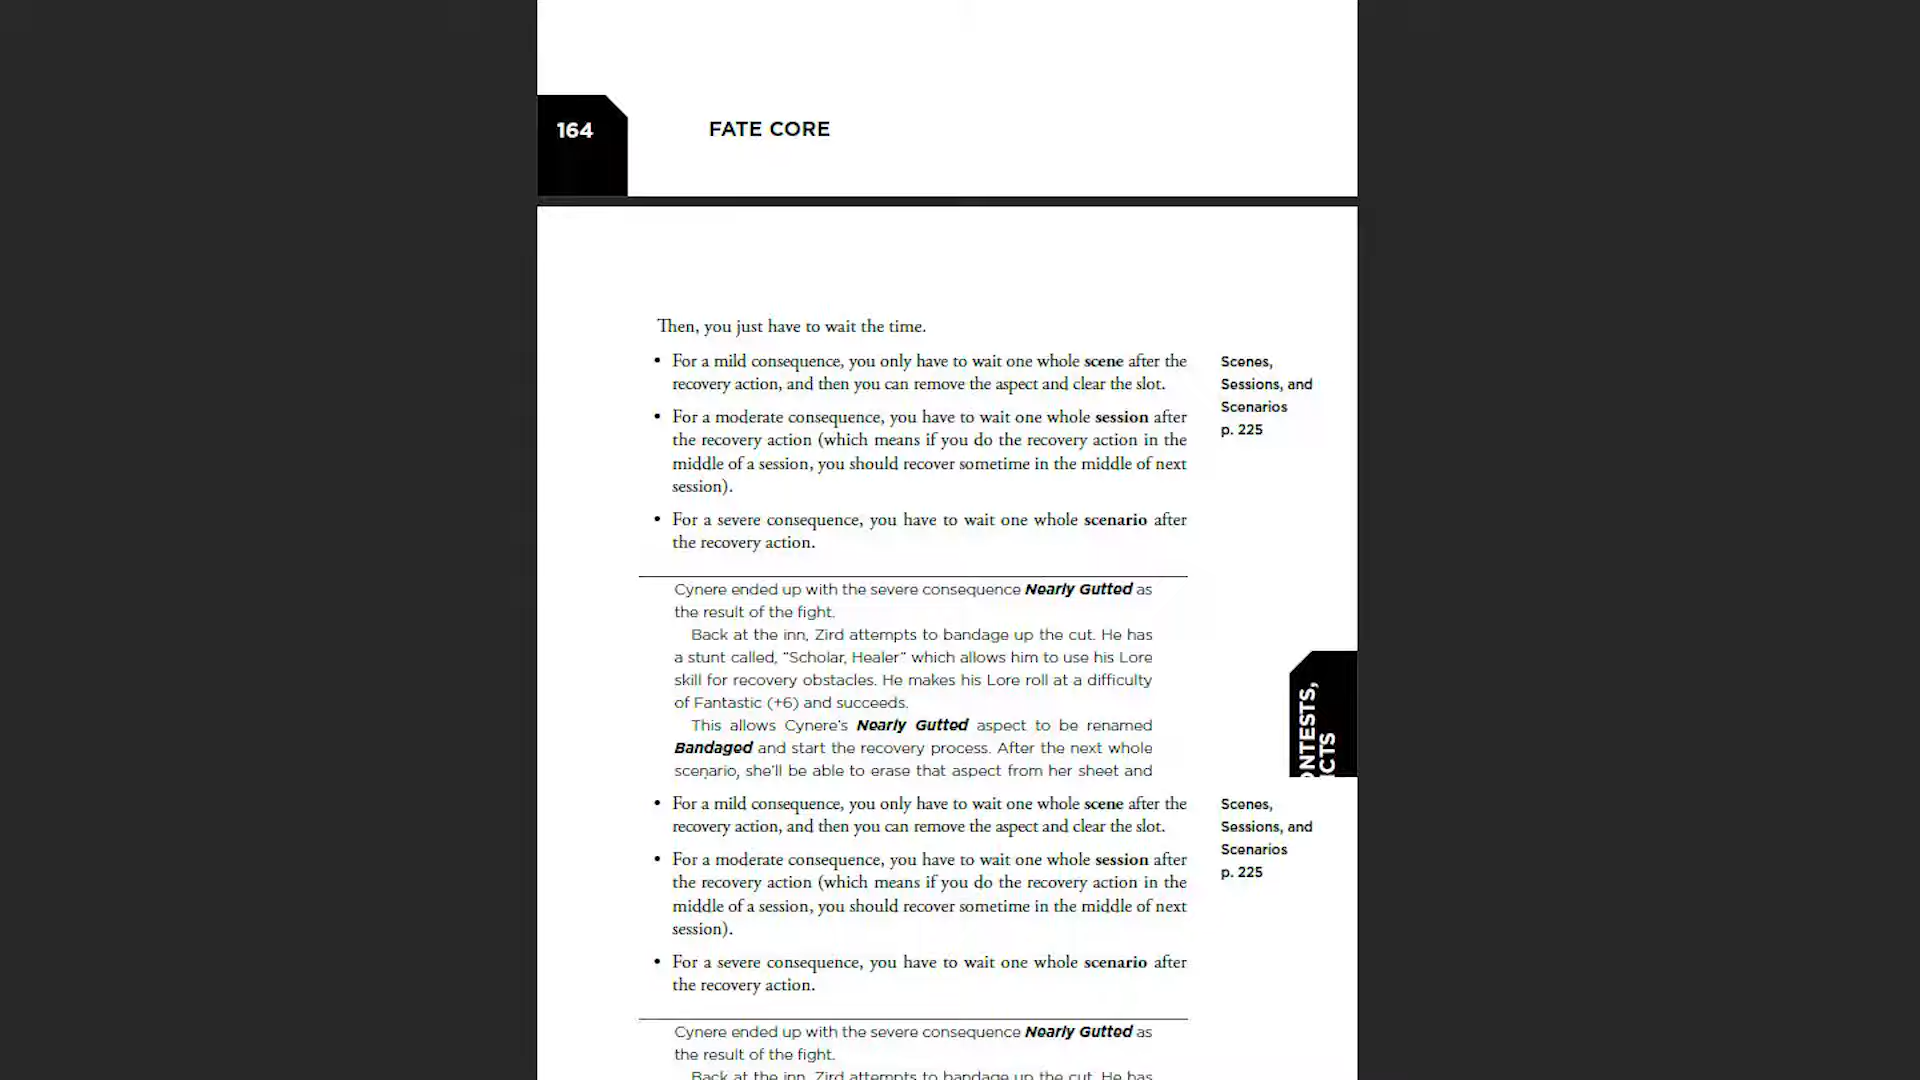 164
FATE CORE
Then, you just have to wait the time.
• For a mild consequence, you only have to wait one whole scene after the
recovery action, and then you can remove the aspect and clear the slot.
• For a moderate consequence, you have to wait one whole session after
the recovery action (which means if you do the recovery action in the
middle of a session, you should recover sometime in the middle of next
session).
• For a severe consequence, you have to wait one whole scenario after
the recovery action.
Scenes,
Sessions, and
Scenarios
p. 225
Cynere ended up with the severe consequence Nearly Gutted as
the result of the fight.
Back at the inn, Zird attempts to bandage up the cut. He has
a stunt called, “Scholar, Healer” which allows him to use his Lore
skill for recovery obstacles. He makes his Lore roll at a difficulty
of Fantastic (+6) and succeeds.
This allows Cynere’s Nearly Gutted aspect to be renamed
Bandaged and start the recovery process. After the next whole
scenario, she’ll be able to erase that aspect from her sheet and
ONTESTS,
CTS
• For a mild consequence, you only have to wait one whole scene after the
recovery action, and then you can remove the aspect and clear the slot.
• For a moderate consequence, you have to wait one whole session after
the recovery action (which means if you do the recovery action in the
middle of a session, you should recover sometime in the middle of next
session).
• For a severe consequence, you have to wait one whole scenario after
the recovery action.
Scenes,
Sessions, and
Scenarios
p. 225
Cynere ended up with the severe consequence Nearly Gutted as
the result of the fight.
Back at the inn, Zird attempts to bandage up the cut. He has